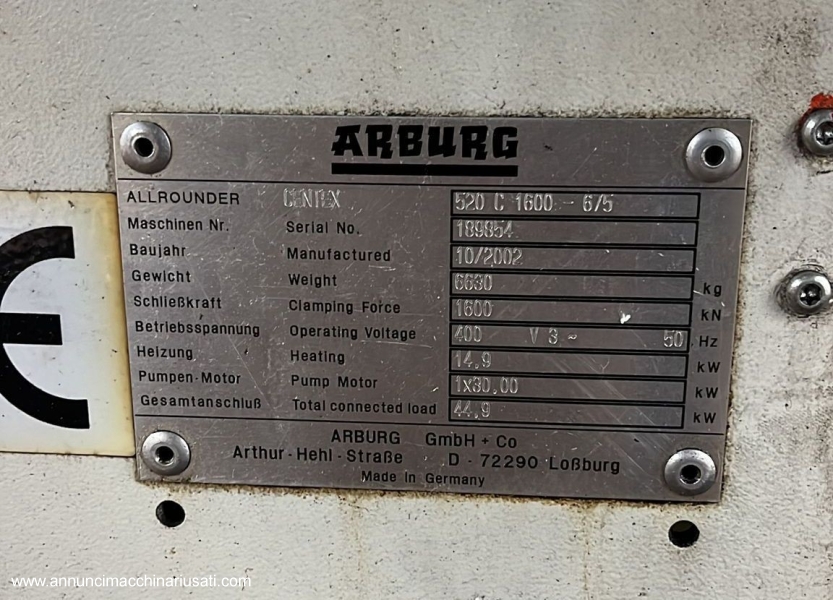 ARBURG
ALLROUNDER CENTEX 520 C 1600 - 6/5
Maschinen Nr. Serial No. 189854
Baujahr Manufactured 10/2002
Gewicht Weight 6630 kg
Schließkraft Clamping Force 1600 kN
Betriebsspannung Operating Voltage 400 V 3 ~ 50 Hz
Heizung Heating 14,9 kW
Pumpen-Motor Pump Motor 1x30,00 kW
Gesamtanschluß Total connected load 44,9 kW
ARBURG GmbH + Co
Arthur - Hehl - Straße D - 72290 Loßburg
Made in Germany
www.annuncimacchinariusati.com